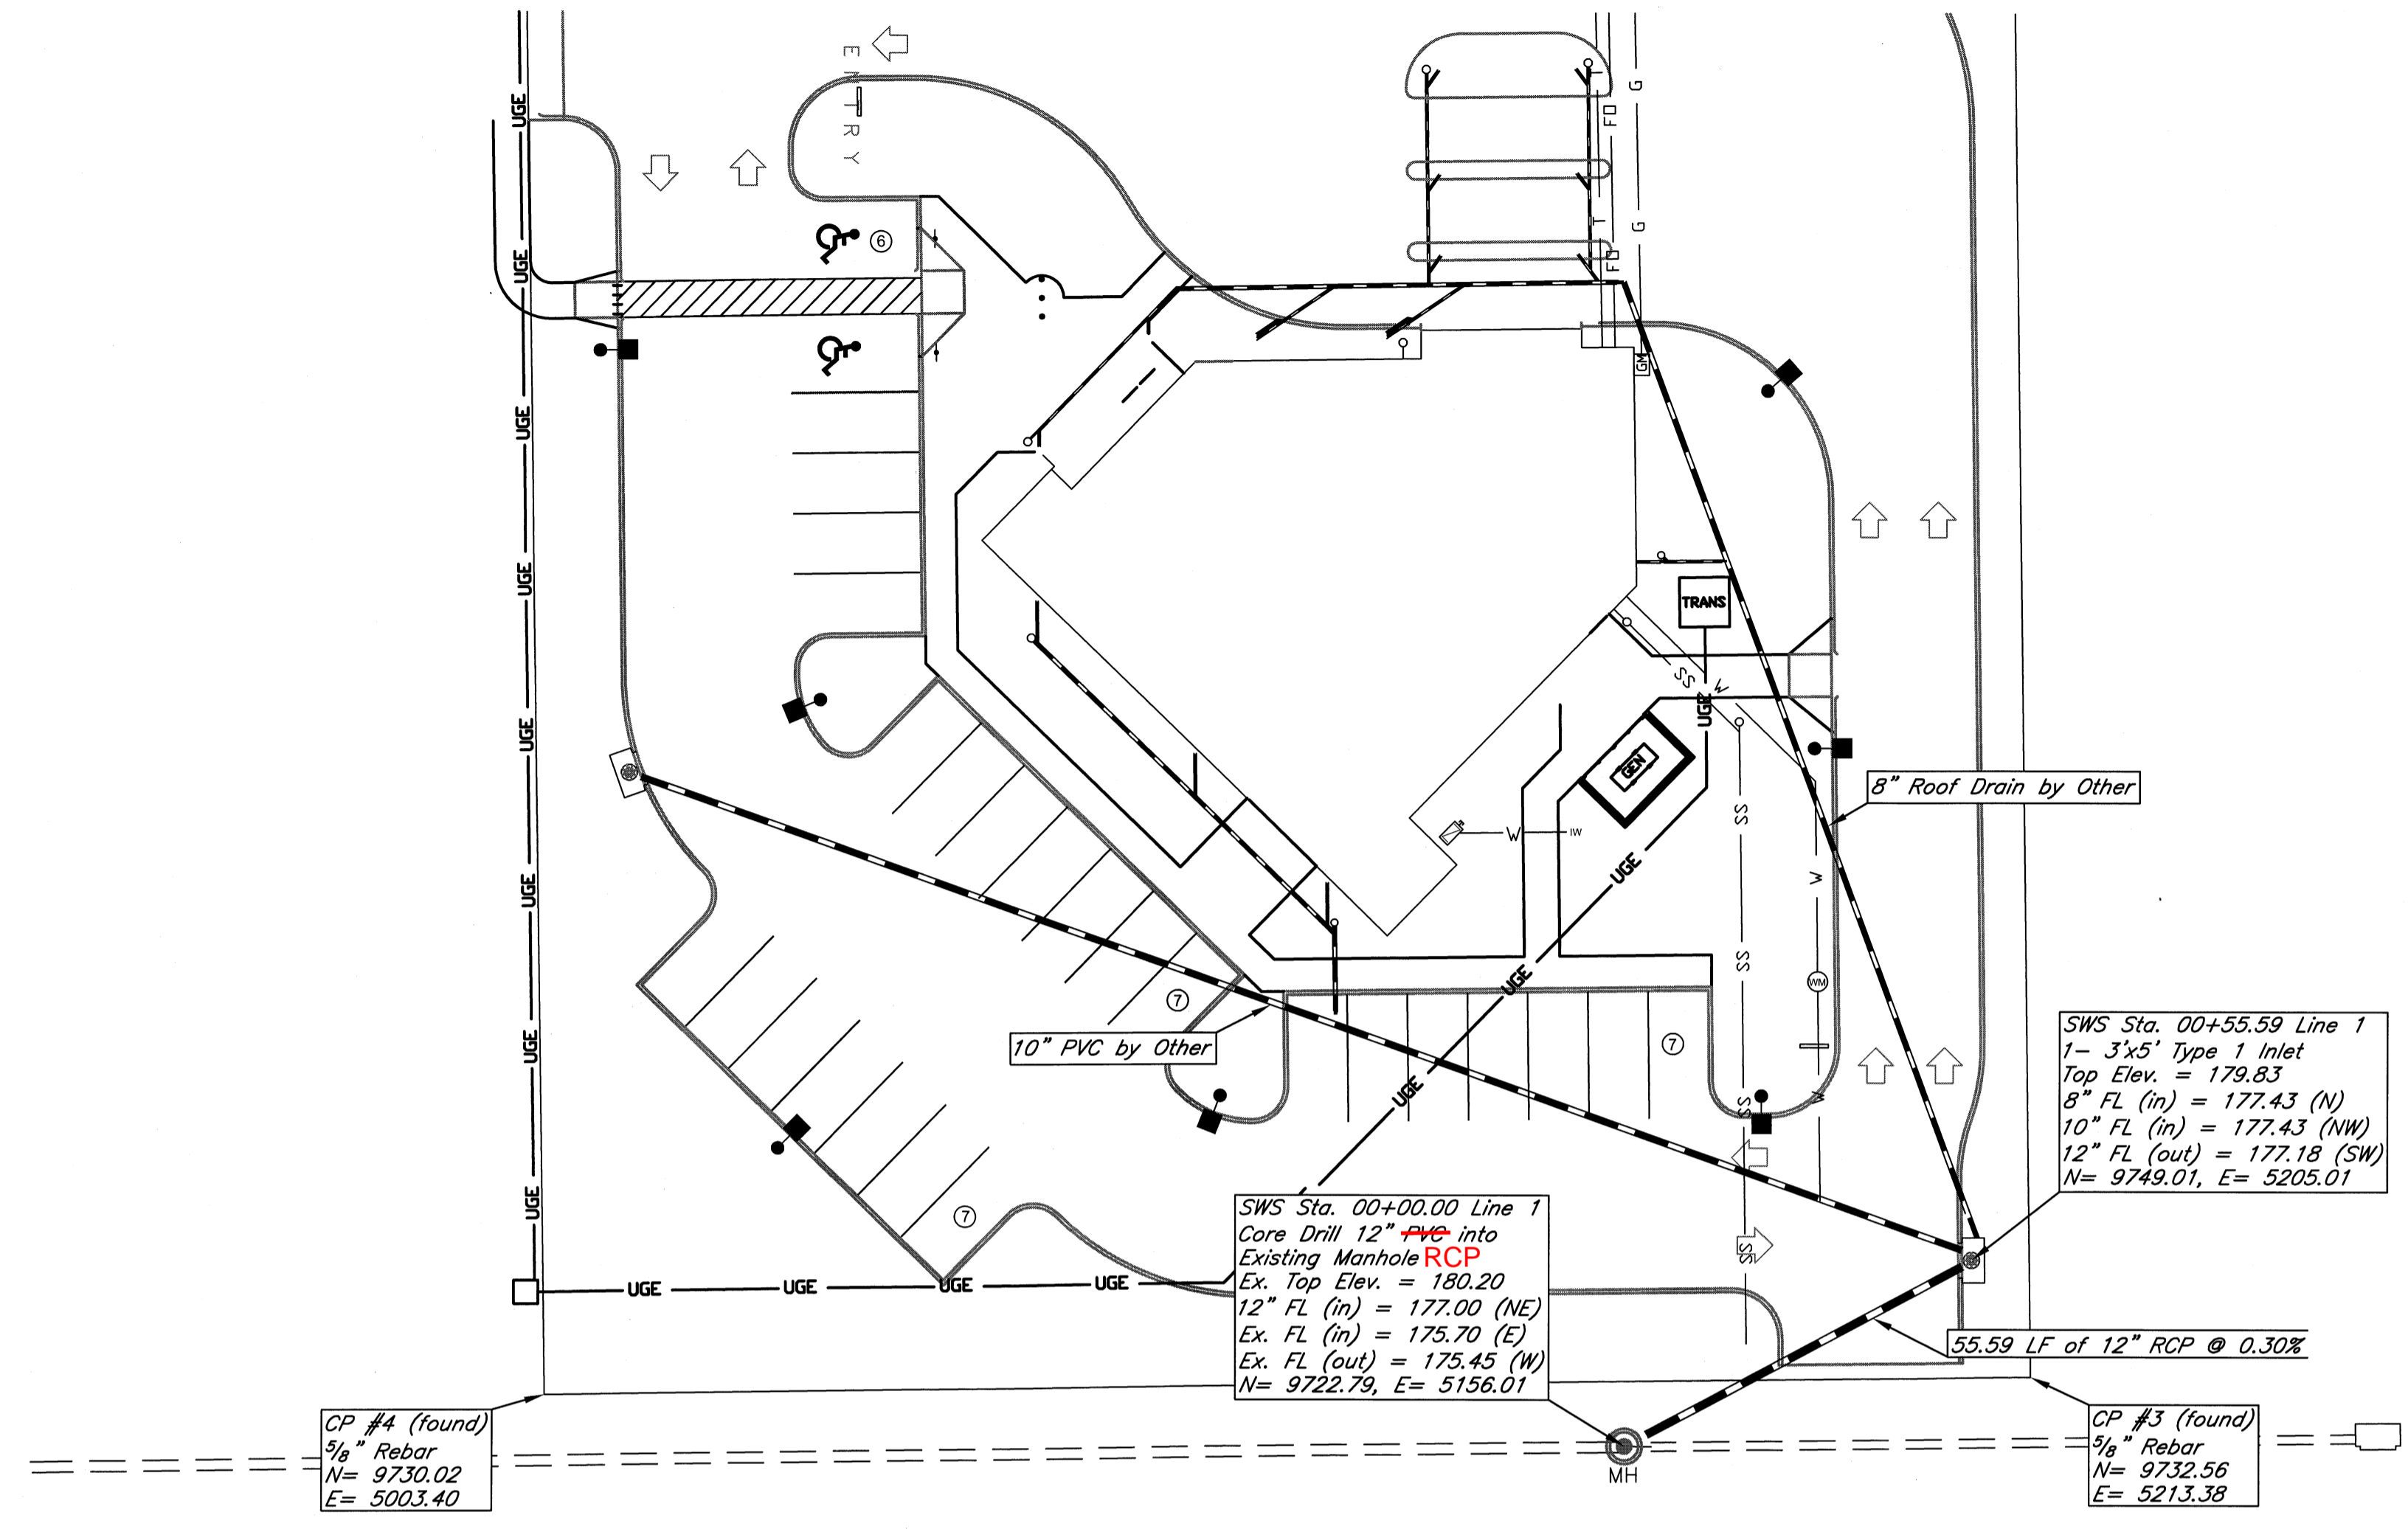 ENTRY
T
T
FO
FO
G
G
6
GM
UGE
UGE
UGE
UGE
UGE
UGE
UGE
UGE
TRANS
SS
W
UGE
GEN
8" Roof Drain by Other
W
IW
UGE
SS
W
SS
WM
UGE
7
7
10" PVC by Other
UGE
SS
W
7
SWS Sta. 00+55.59 Line 1
1- 3'x5' Type 1 Inlet
Top Elev. = 179.83
8" FL (in) = 177.43 (N)
10" FL (in) = 177.43 (NW)
12" FL (out) = 177.18 (SW)
N= 9749.01, E= 5205.01
SWS Sta. 00+00.00 Line 1
Core Drill 12" PVC into
Existing Manhole RCP
Ex. Top Elev. = 180.20
12" FL (in) = 177.00 (NE)
Ex. FL (in) = 175.70 (E)
Ex. FL (out) = 175.45 (W)
N= 9722.79, E= 5156.01
SS
UGE
UGE
UGE
UGE
55.59 LF of 12" RCP @ 0.30%
CP #4 (found)
5/8" Rebar
N= 9730.02
E= 5003.40
MH
CP #3 (found)
5/8" Rebar
N= 9732.56
E= 5213.38